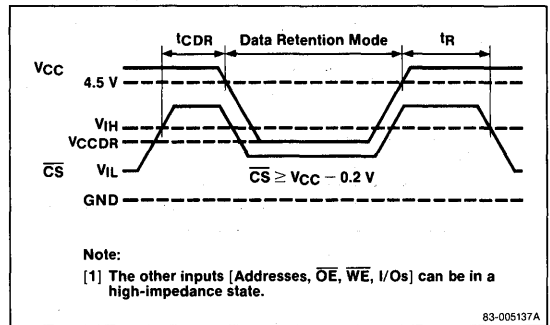 tCDR Data Retention Mode tR
VCC
4.5 V
VIH
VCCDR
CS VIL
CS ≥ VCC − 0.2 V
GND
Note:
[1] The other inputs [Addresses, OE, WE, I/Os] can be in a
high-impedance state.
83-005137A